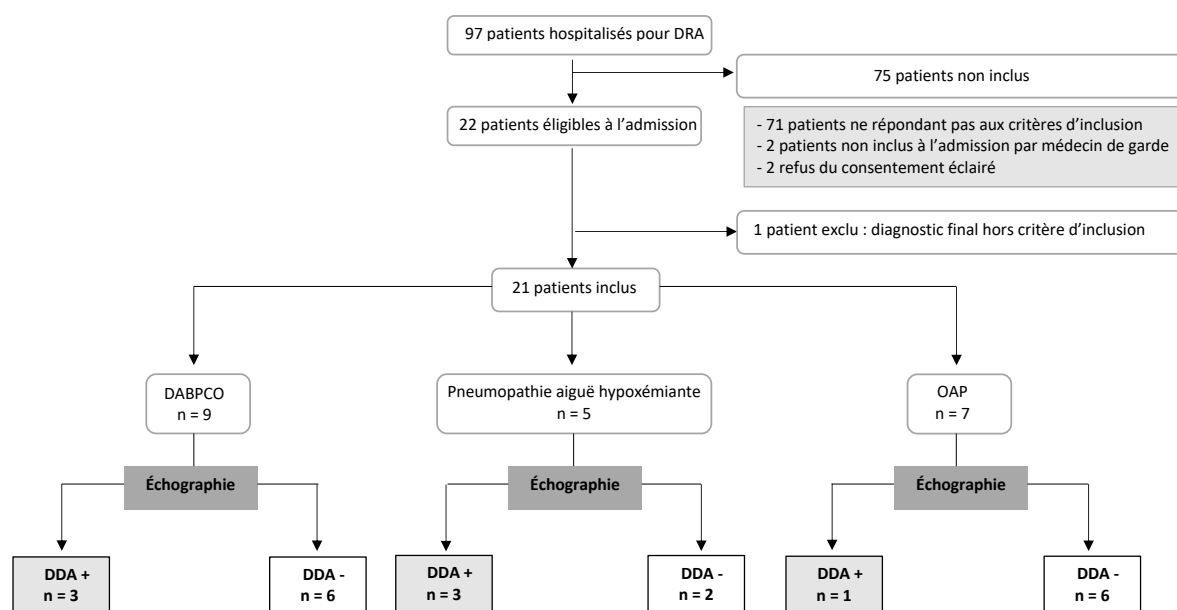 97 patients hospitalisés pour DRA
75 patients non inclus
22 patients éligibles à l'admission
- 71 patients ne répondant pas aux critères d'inclusion
- 2 patients non inclus à l'admission par médecin de garde
- 2 refus du consentement éclairé
1 patient exclu : diagnostic final hors critère d'inclusion
21 patients inclus
DABPCO
n = 9
Pneumopathie aiguë hypoxémiante
n = 5
OAP
n = 7
Échographie
Échographie
Échographie
DDA +
n = 3
DDA -
n = 6
DDA +
n = 3
DDA -
n = 2
DDA +
n = 1
DDA -
n = 6